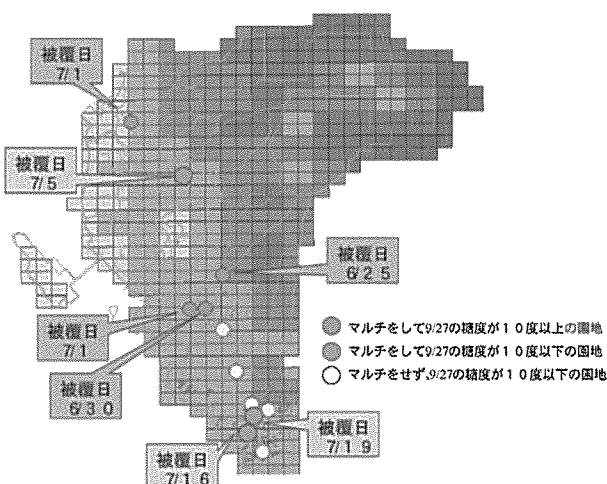 被覆日
7/1
被覆日
7/5
被覆日
6/25
被覆日
7/1
被覆日
6/30
マルチをして9/27の糖度が10度以上の園地
マルチをして9/27の糖度が10度以下の園地
マルチをせず、9/27の糖度が10度以下の園地
被覆日
7/19
被覆日
7/16